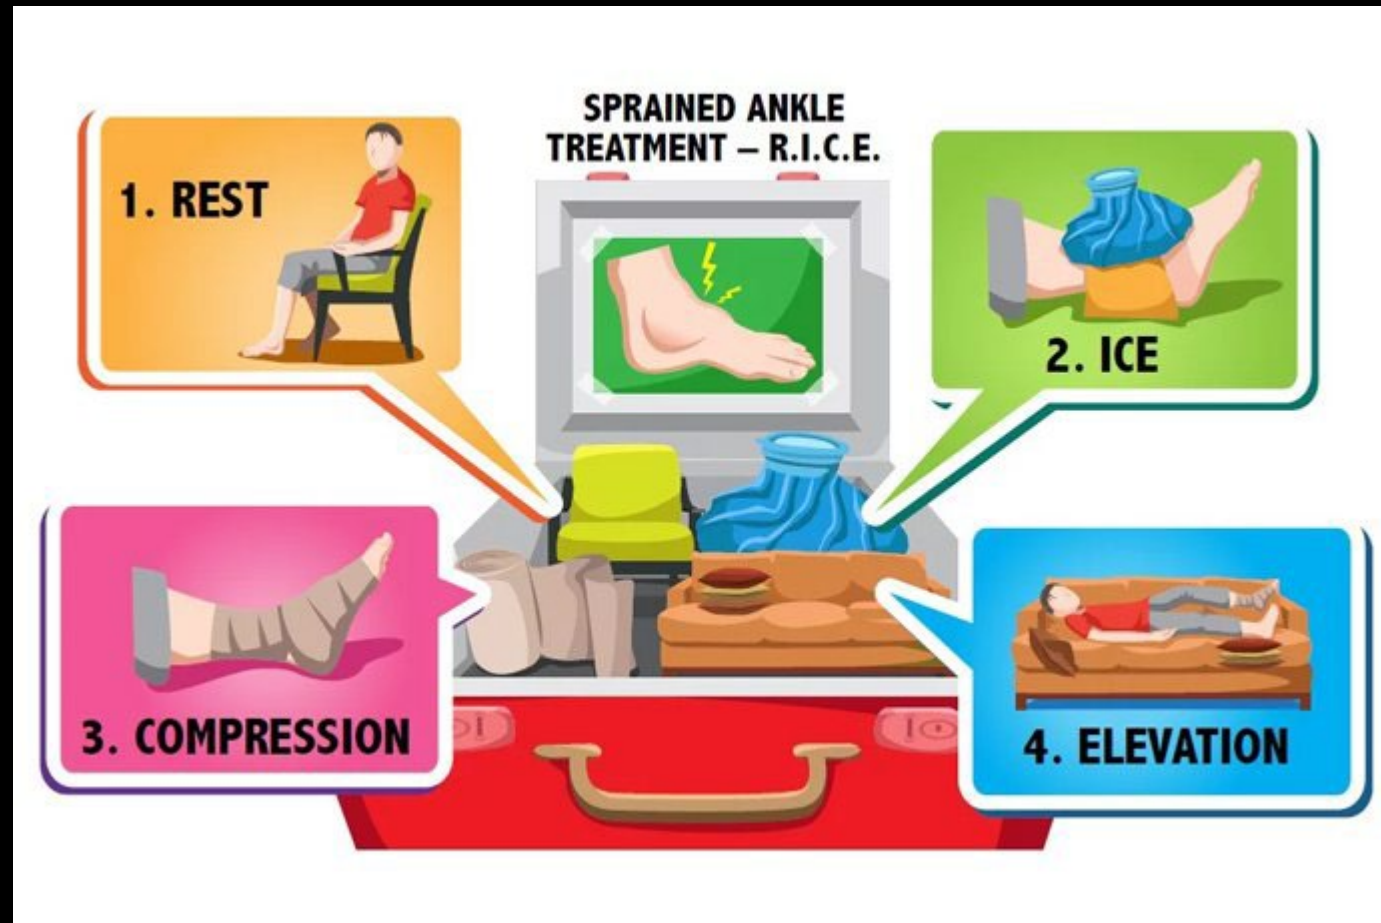 SPRAINED ANKLE
TREATMENT – R.I.C.E.
1. REST
2. ICE
3. COMPRESSION
4. ELEVATION